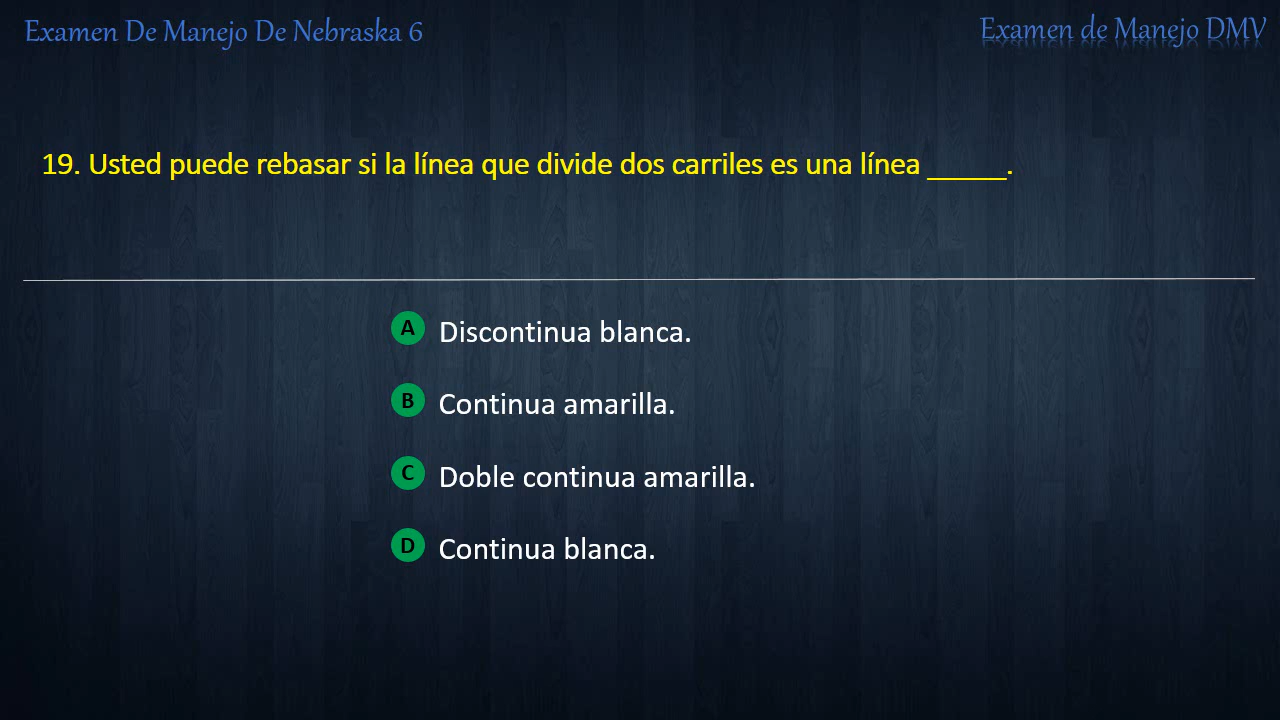 Examen De Manejo De Nebraska 6
Examen de Manejo DMV
19. Usted puede rebasar si la línea que divide dos carriles es una línea _____.
A Discontinua blanca.
B Continua amarilla.
C Doble continua amarilla.
D Continua blanca.